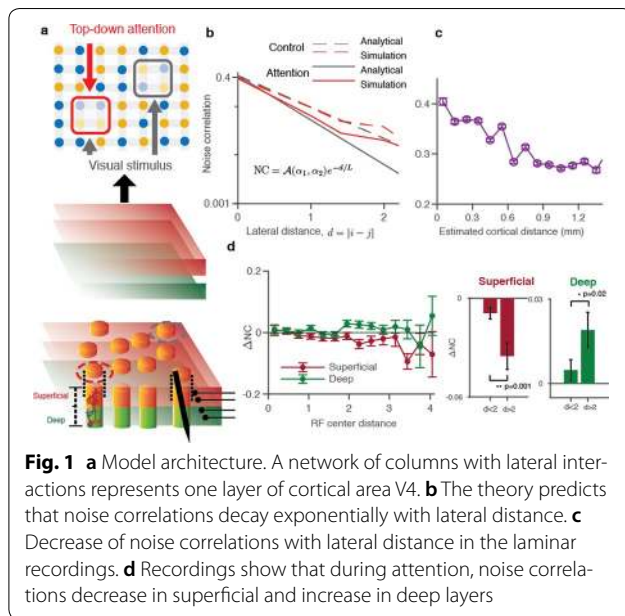 a
Top-down attention
Visual stimulus
Superficial
Deep
b
Control
Analytical
Simulation
Attention
Analytical
Simulation
0.4
Noise correlation
0.001
NC = A(α₁, α₂)e^{-d/L}
0 1 2
Lateral distance, d = |i - j|
c
0.4
0.3
0.2
0 0.3 0.6 0.9 1.2
Estimated cortical distance (mm)
d
0.2
0
-0.2
ΔNC
Superficial
Deep
0 1 2 3 4
RF center distance
Superficial
0
-0.06
ΔNC
** p=0.001
d<2 d≥2
Deep
0.03
0
* p=0.02
d<2 d≥2
Fig. 1 a Model architecture. A network of columns with lateral inter-
actions represents one layer of cortical area V4. b The theory predicts
that noise correlations decay exponentially with lateral distance. c
Decrease of noise correlations with lateral distance in the laminar
recordings. d Recordings show that during attention, noise correla-
tions decrease in superficial and increase in deep layers